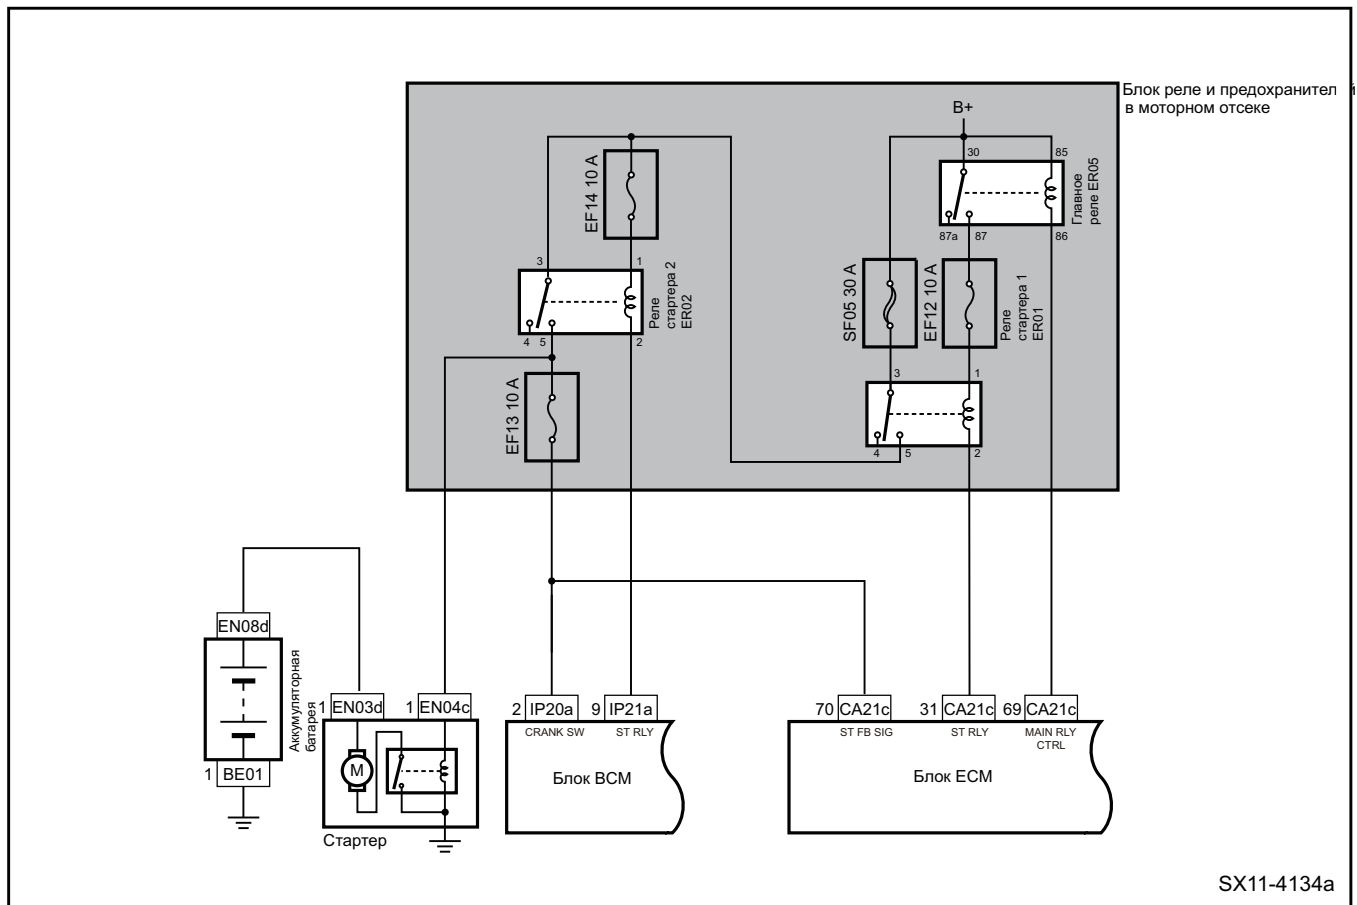 Блок реле и предохранителей
в моторном отсеке
B+
30
85
Главное
реле ER05
87a
87
86
EF14 10 A
3
1
Реле
стартера 2
ER02
4
5
2
SF05 30 A
EF12 10 A
Реле
стартера 1
ER01
EF13 10 A
3
1
4
5
2
EN08d
Аккумуляторная
батарея
1 BE01
1 EN03d
1 EN04c
M
Стартер
2 IP20a
CRANK SW
9 IP21a
ST RLY
Блок BCM
70 CA21c
ST FB SIG
31 CA21c
ST RLY
69 CA21c
MAIN RLY
CTRL
Блок ECM
SX11-4134a